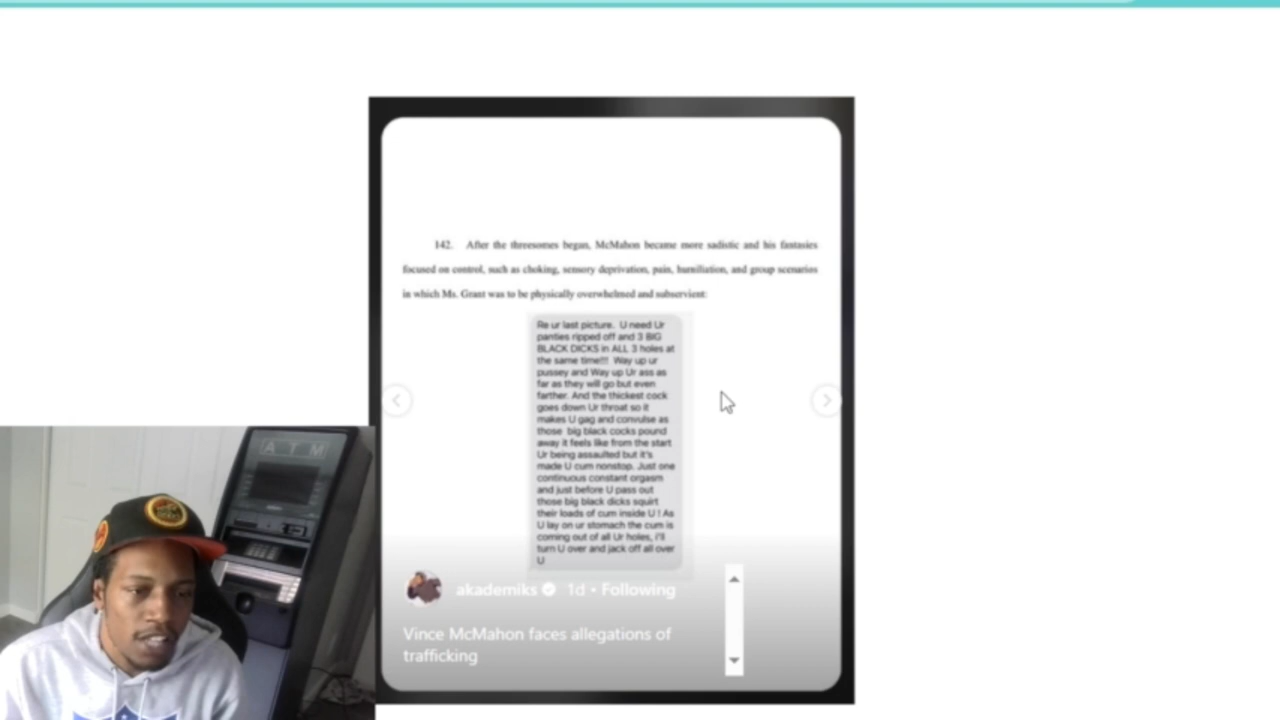 142. After the threesomes began, McMahon became more sadistic and his fantasies
focused on control, such as choking, sensory deprivation, pain, humiliation, and group scenarios
in which Ms. Grant was to be physically overwhelmed and subservient:
Re ur last picture. U need Ur
panties ripped off and 3 BIG
BLACK DICKS in ALL 3 holes at
the same time!!! Way up ur
pussey and Way up Ur ass as
far as they will go but even
farther. And the thickest cock
goes down Ur throat so it
makes U gag and convulse as
those big black cocks pound
away it feels like from the start
Ur being assaulted but it's
made U cum nonstop. Just one
continuous constant orgasm
and just before U pass out
those big black dicks squirt
their loads of cum inside U ! As
U lay on ur stomach the cum is
coming out of all Ur holes, i'll
turn U over and jack off all over
U
akademiks 1d • Following
Vince McMahon faces allegations of
trafficking
ATM